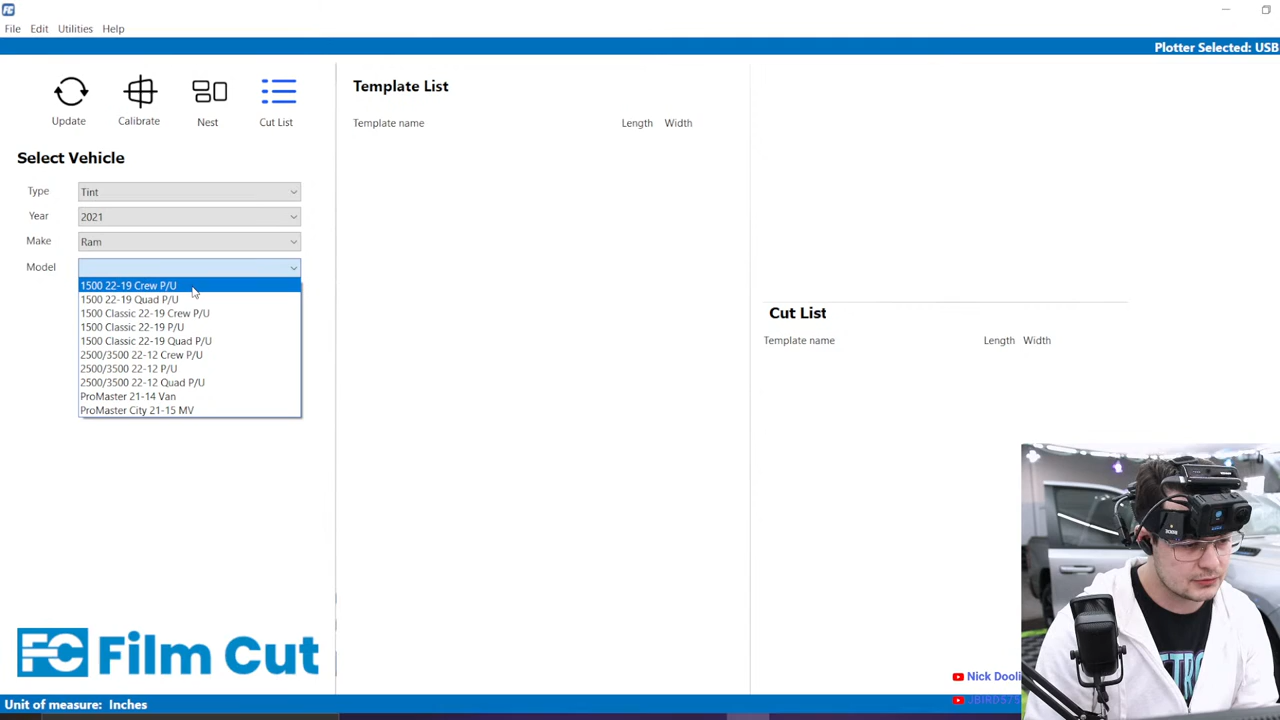 File Edit Utilities Help
Plotter Selected: USB
Update Calibrate Nest Cut List
Select Vehicle
Type Tint
Year 2021
Make Ram
Model
1500 22-19 Crew P/U
1500 22-19 Quad P/U
1500 Classic 22-19 Crew P/U
1500 Classic 22-19 P/U
1500 Classic 22-19 Quad P/U
2500/3500 22-12 Crew P/U
2500/3500 22-12 P/U
2500/3500 22-12 Quad P/U
ProMaster 21-14 Van
ProMaster City 21-15 MV
Template List
Template name Length Width
Cut List
Template name Length Width
FC Film Cut
Nick Dooli
JBIRD575
Unit of measure: Inches